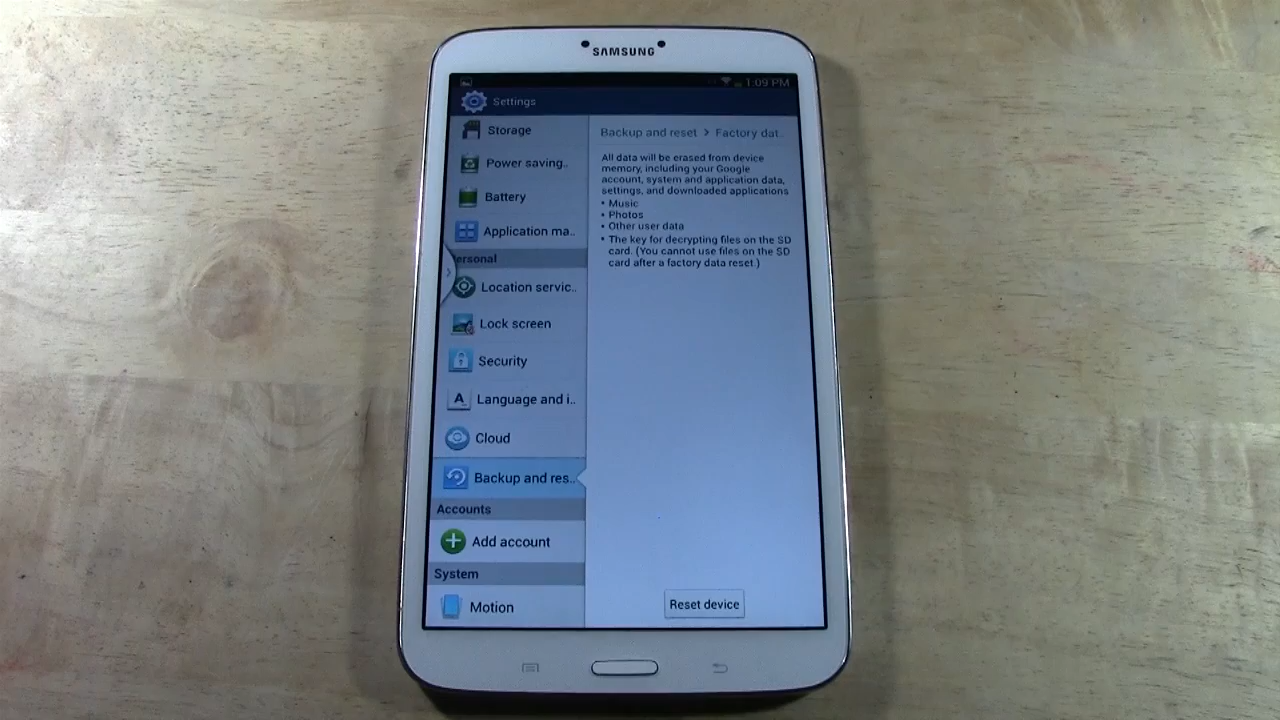 SAMSUNG
1:09 PM
Settings
Storage
Power saving..
Battery
Application ma..
ersonal
Location servic..
Lock screen
Security
Language and i..
Cloud
Backup and res..
Accounts
Add account
System
Motion
Backup and reset > Factory dat..
All data will be erased from device
memory, including your Google
account, system and application data,
settings, and downloaded applications
• Music
• Photos
• Other user data
• The key for decrypting files on the SD
card. (You cannot use files on the SD
card after a factory data reset.)
Reset device